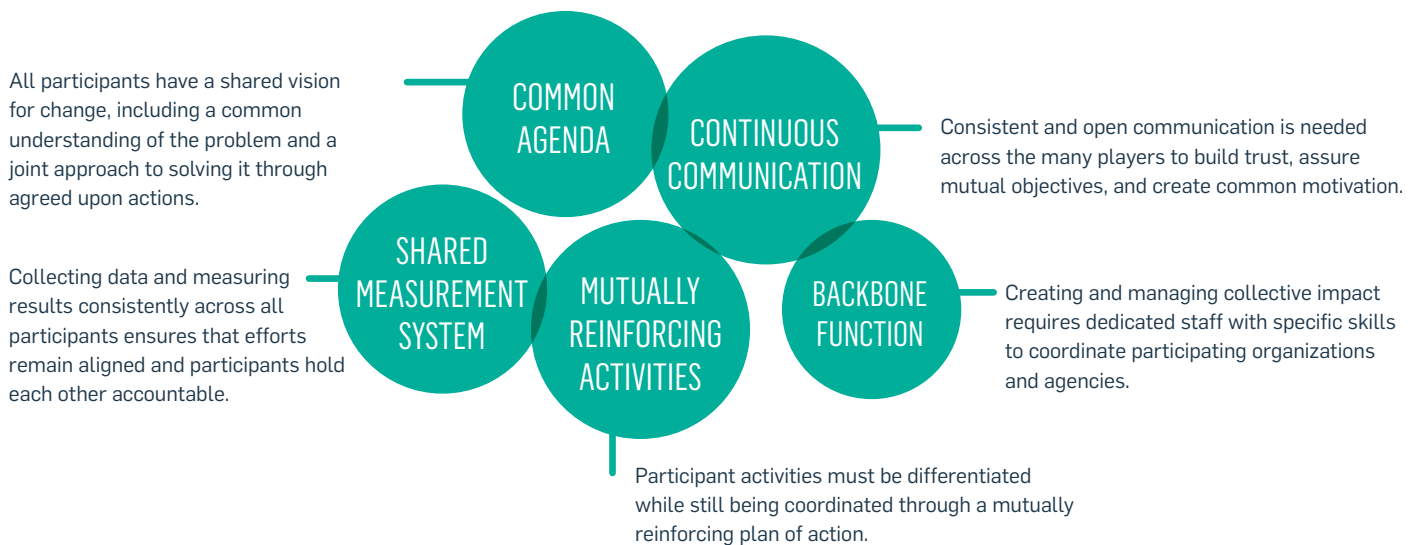 COMMON
AGENDA
All participants have a shared vision
for change, including a common
understanding of the problem and a
joint approach to solving it through
agreed upon actions.
CONTINUOUS
COMMUNICATION
Consistent and open communication is needed
across the many players to build trust, assure
mutual objectives, and create common motivation.
SHARED
MEASUREMENT
SYSTEM
Collecting data and measuring
results consistently across all
participants ensures that efforts
remain aligned and participants hold
each other accountable.
MUTUALLY
REINFORCING
ACTIVITIES
Participant activities must be differentiated
while still being coordinated through a mutually
reinforcing plan of action.
BACKBONE
FUNCTION
Creating and managing collective impact
requires dedicated staff with specific skills
to coordinate participating organizations
and agencies.